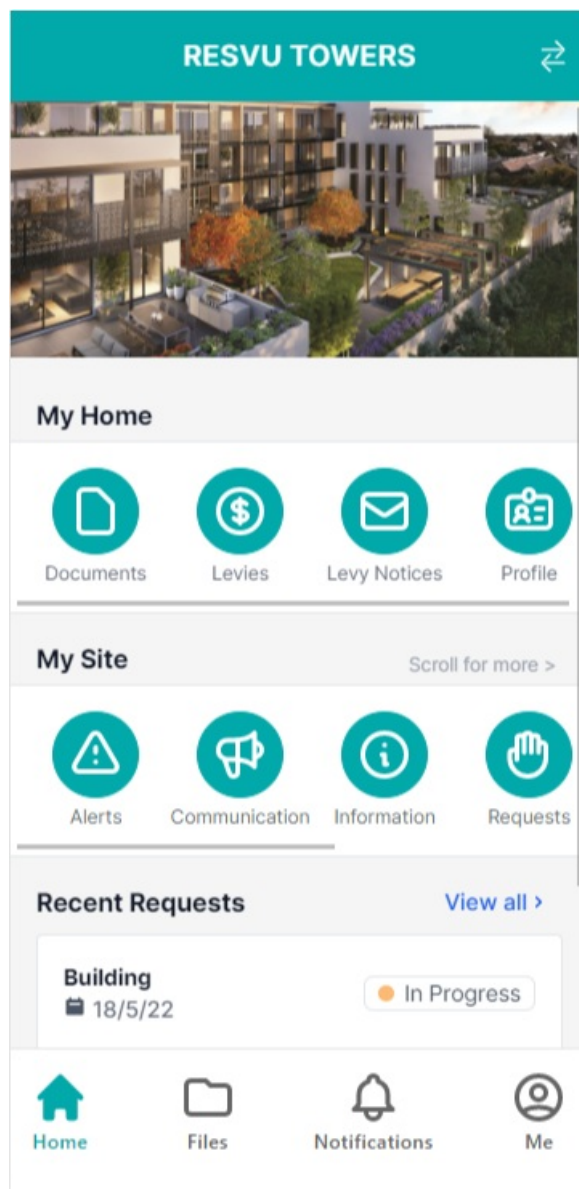 RESVU TOWERS
My Home
Documents Levies Levy Notices Profile
My Site Scroll for more >
Alerts Communication Information Requests
Recent Requests View all >
Building
18/5/22 In Progress
Home Files Notifications Me